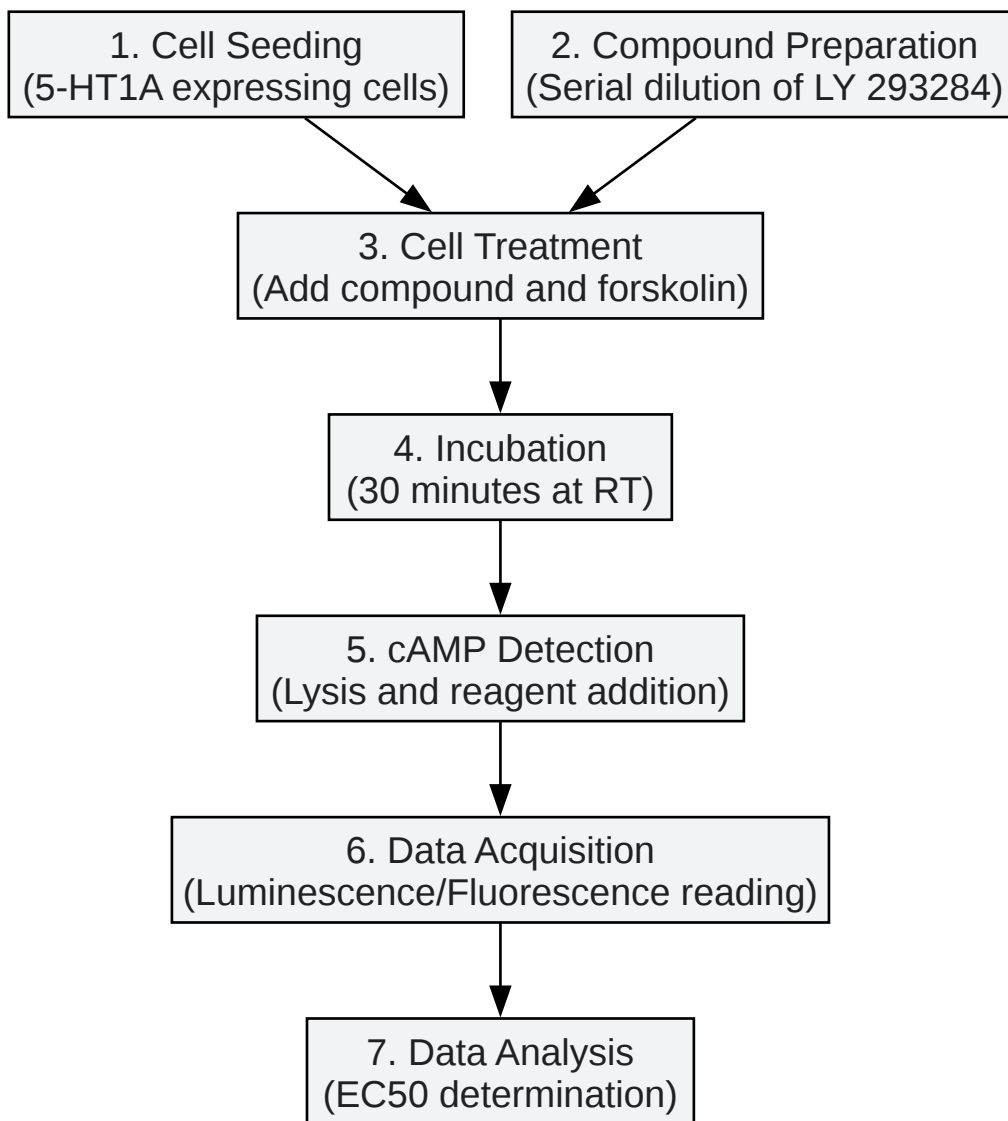 1. Cell Seeding
(5-HT1A expressing cells)
2. Compound Preparation
(Serial dilution of LY 293284)
3. Cell Treatment
(Add compound and forskolin)
4. Incubation
(30 minutes at RT)
5. cAMP Detection
(Lysis and reagent addition)
6. Data Acquisition
(Luminescence/Fluorescence reading)
7. Data Analysis
(EC50 determination)